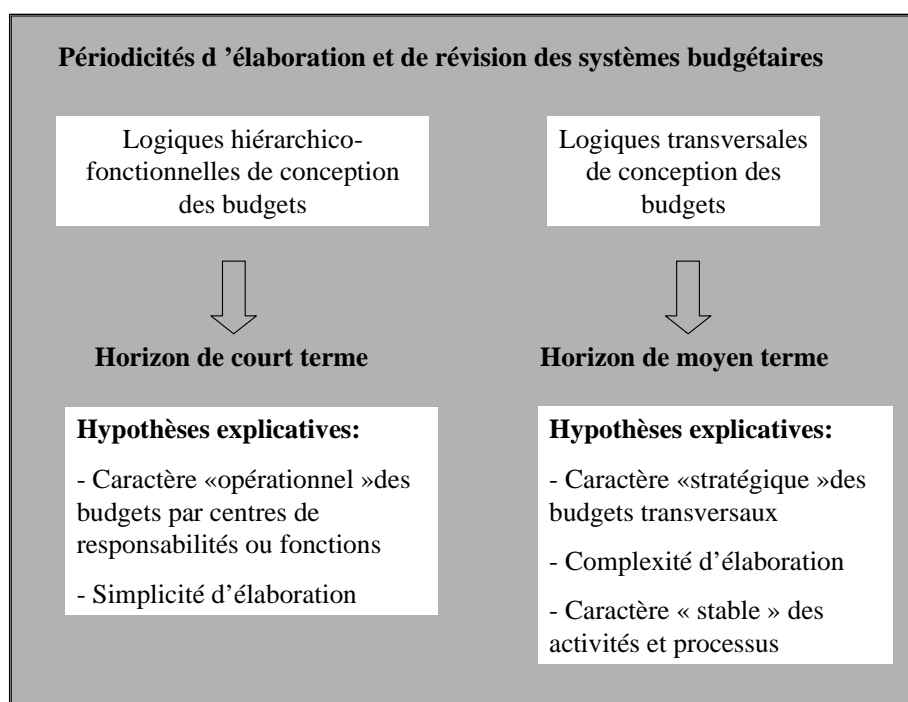 Périodicités d ’élaboration et de révision des systèmes budgétaires
Logiques hiérarchico-
fonctionnelles de conception
des budgets
Logiques transversales
de conception des
budgets
Horizon de court terme
Horizon de moyen terme
Hypothèses explicatives:
- Caractère «opérationnel »des
budgets par centres de
responsabilités ou fonctions
- Simplicité d’élaboration
Hypothèses explicatives:
- Caractère «stratégique »des
budgets transversaux
- Complexité d’élaboration
- Caractère « stable » des
activités et processus